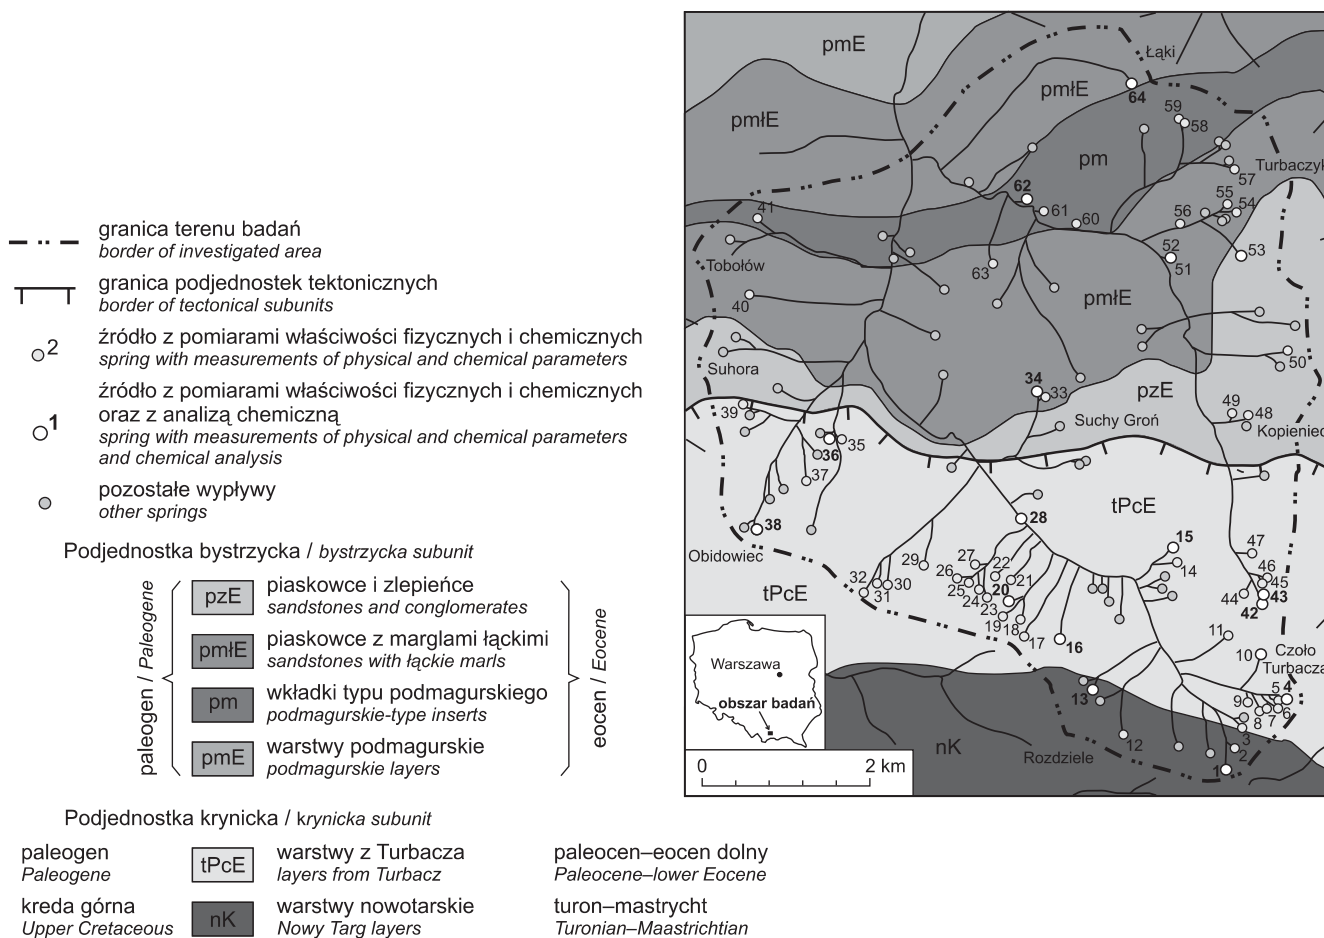 granica terenu badań
border of investigated area
granica podjednostek tektonicznych
border of tectonical subunits
2
źródło z pomiarami właściwości fizycznych i chemicznych
spring with measurements of physical and chemical parameters
1
źródło z pomiarami właściwości fizycznych i chemicznych
oraz z analizą chemiczną
spring with measurements of physical and chemical parameters
and chemical analysis
pozostałe wypływy
other springs
Podjednostka bystrzycka / bystrzycka subunit
paleogen / Paleogene
pzE
piaskowce i zlepieńce
sandstones and conglomerates
pmłE
piaskowce z marglami łąckimi
sandstones with łąckie marls
pm
wkładki typu podmagurskiego
podmagurskie-type inserts
pmE
warstwy podmagurskie
podmagurskie layers
eocen / Eocene
Podjednostka krynicka / krynicka subunit
paleogen
Paleogene
tPcE
warstwy z Turbacza
layers from Turbacz
paleocen–eocen dolny
Paleocene–lower Eocene
kreda górna
Upper Cretaceous
nK
warstwy nowotarskie
Nowy Targ layers
turon–mastrycht
Turonian–Maastrichtian
pmE
Łąki
pmłE
64
pmłE
59
58
pm
Turbaczyk
57
62
61
60
41
55
54
56
52
51
53
63
Tobołów
40
pmłE
Suhora
50
34
33
pzE
49
48
Suchy Groń
Kopieniec
39
36
35
37
tPcE
38
28
15
Obidowiec
14
47
46
45
44
43
42
29
27
26
25
24
22
21
20
23
19
18
17
16
32
31
30
tPcE
11
10
Czoło
Turbacza
13
4
5
6
7
8
9
3
2
1
12
nK
Rozdziele
Warszawa
obszar badań
0
2 km